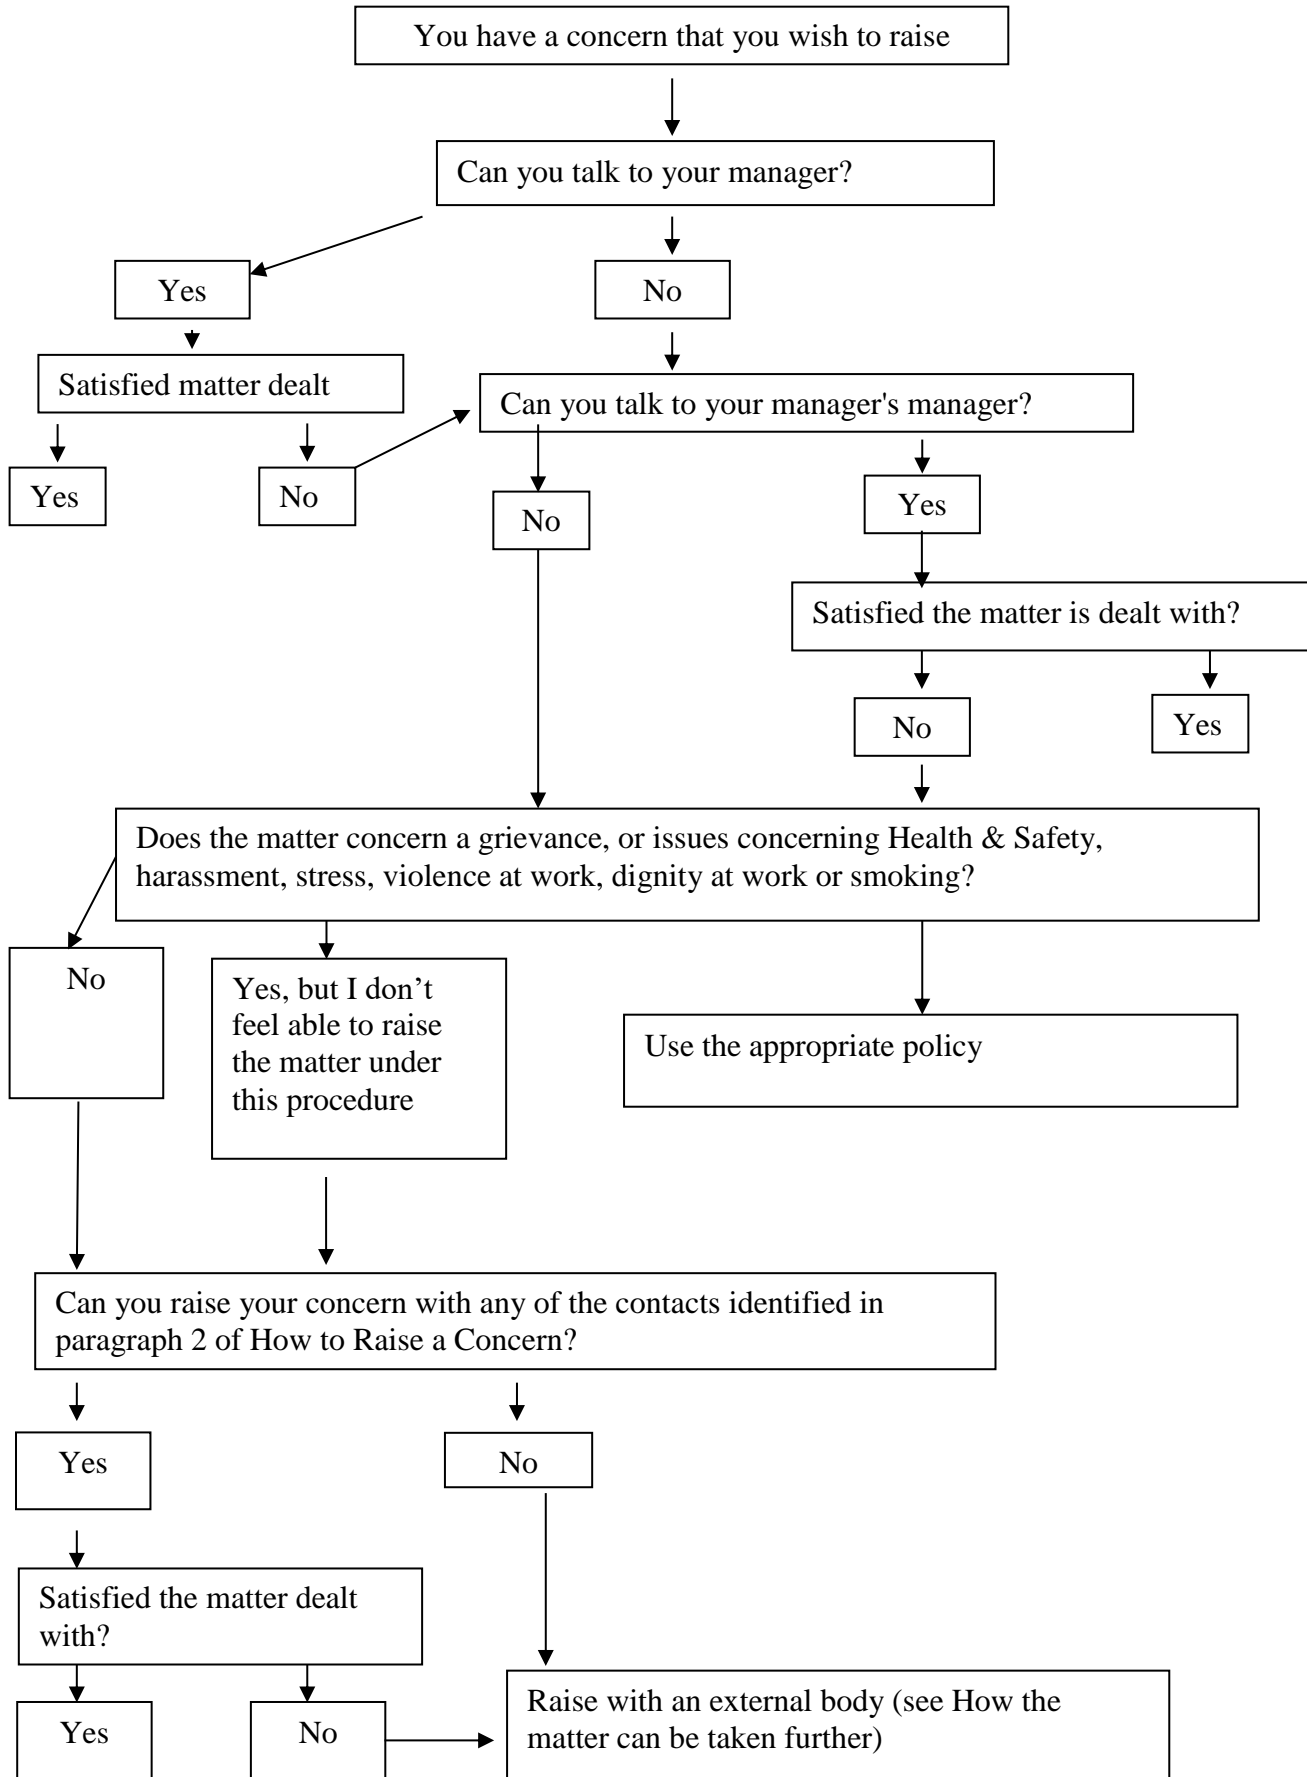 You have a concern that you wish to raise
Can you talk to your manager?
Yes
No
Satisfied matter dealt
Can you talk to your manager's manager?
Yes
No
No
Yes
Satisfied the matter is dealt with?
No
Yes
Does the matter concern a grievance, or issues concerning Health & Safety,
harassment, stress, violence at work, dignity at work or smoking?
No
Yes, but I don’t
feel able to raise
the matter under
this procedure
Use the appropriate policy
Can you raise your concern with any of the contacts identified in
paragraph 2 of How to Raise a Concern?
Yes
No
Satisfied the matter dealt
with?
Yes
No
Raise with an external body (see How the
matter can be taken further)